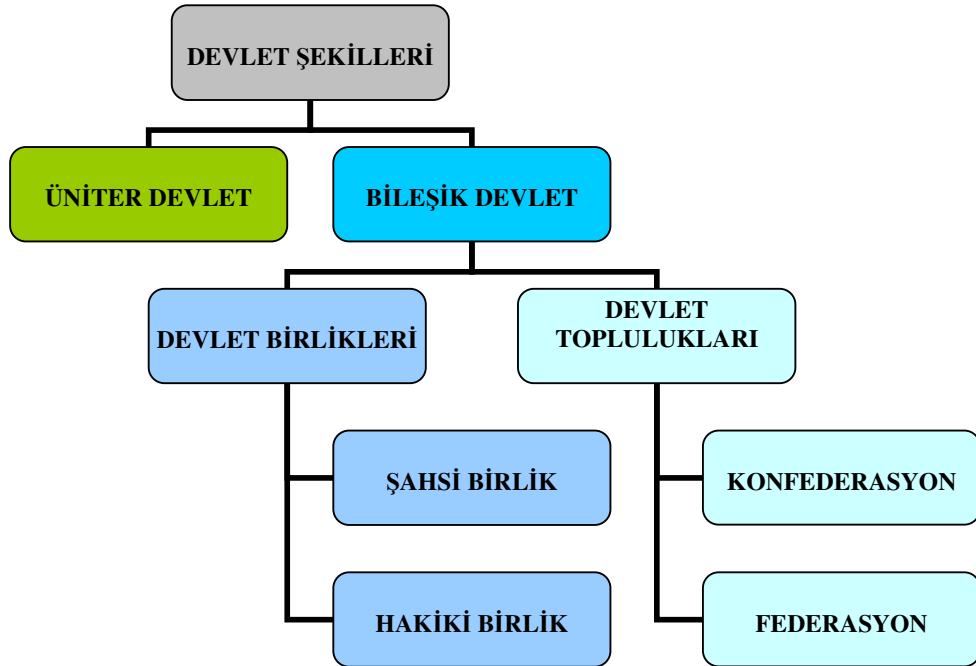 DEVLET ŞEKİLLERİ
ÜNİTER DEVLET
BİLEŞİK DEVLET
DEVLET BİRLİKLERİ
DEVLET
TOPLULUKLARI
ŞAHSİ BİRLİK
KONFEDERASYON
HAKİKİ BİRLİK
FEDERASYON